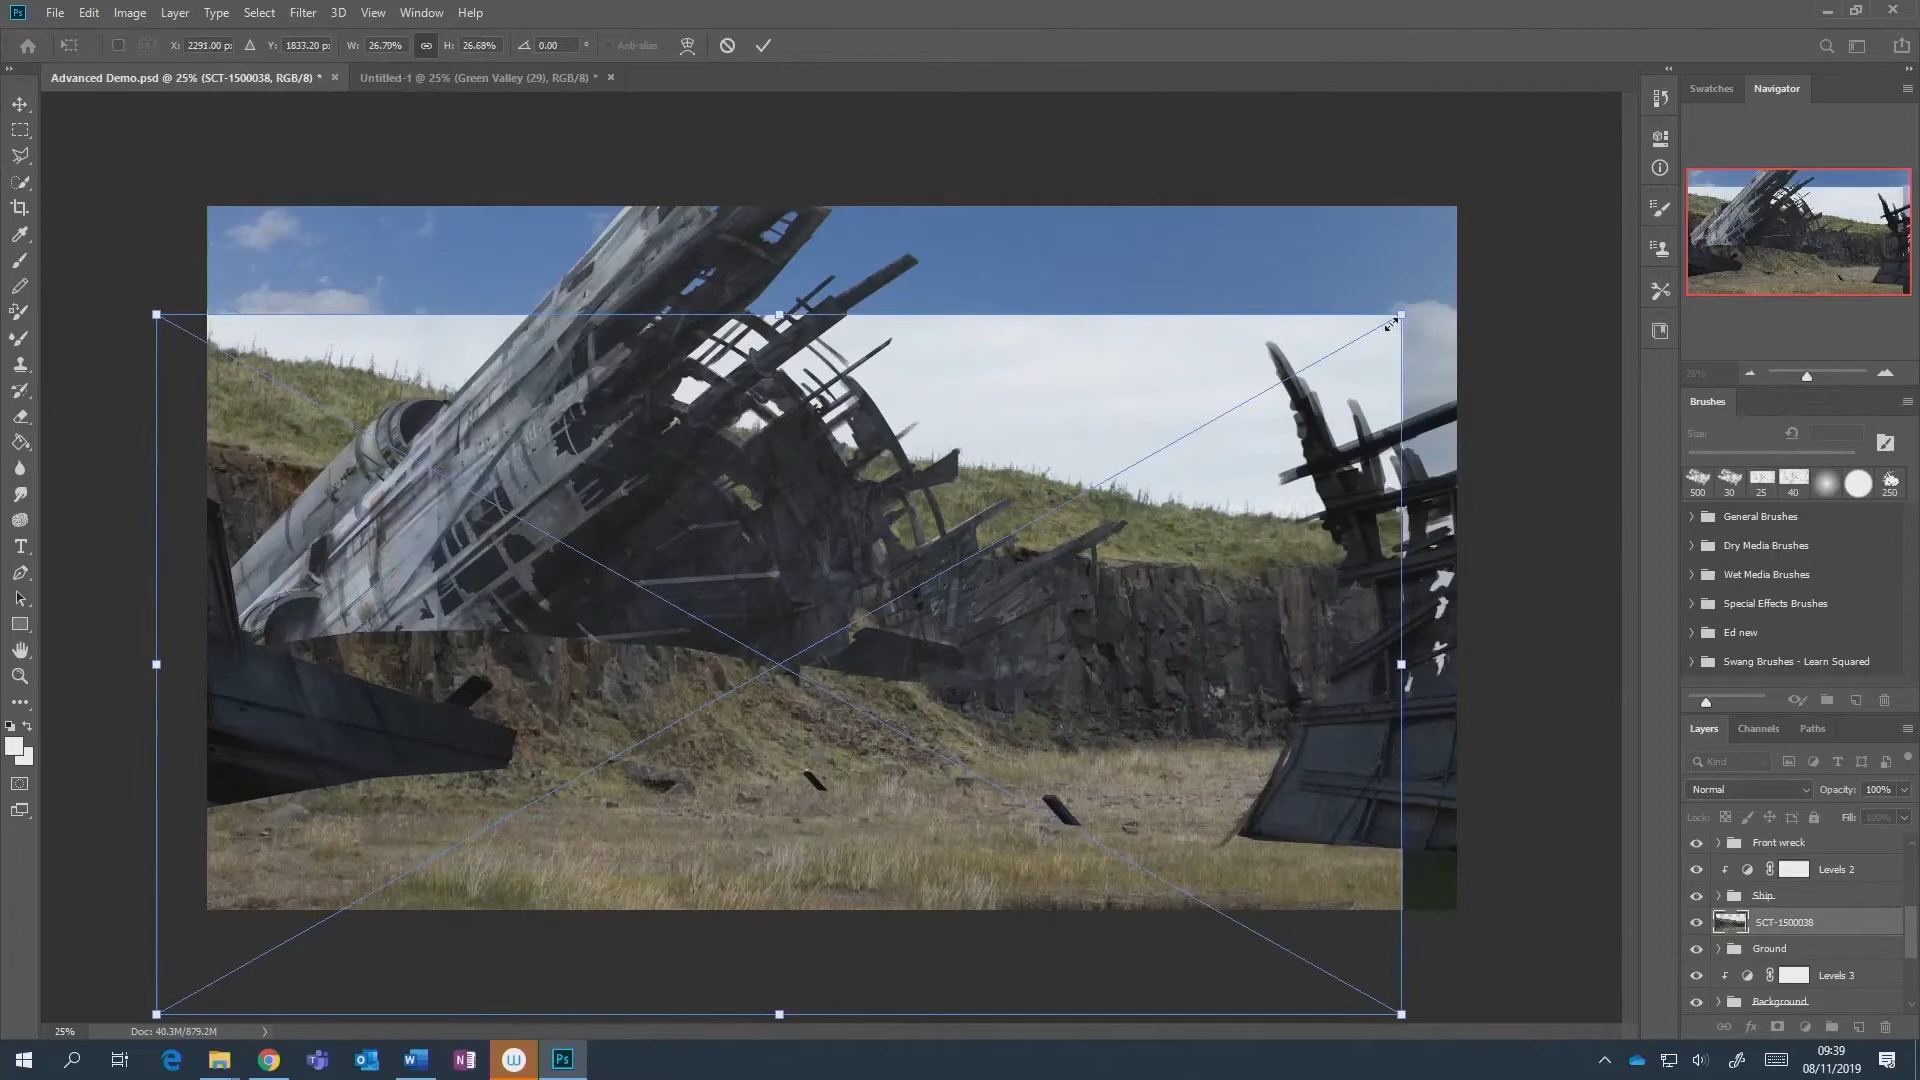 Ps File Edit Image Layer Type Select Filter 3D View Window Help
X: 2291.00 p: Y: 1833.20 p: W: 26.70% H: 26.68% 0.00 ° Anti-alias
Advanced Demo.psd @ 25% (SCT-1500038, RGB/8) * × Untitled-1 @ 25% (Green Valley (29), RGB/8) * ×
Swatches Navigator
25%
Brushes
Size:
500 30 25 40 250
General Brushes
Dry Media Brushes
Wet Media Brushes
Special Effects Brushes
Ed new
Swang Brushes - Learn Squared
Layers Channels Paths
Kind
Normal Opacity: 100%
Lock: Fill: 100%
Front wreck
Levels 2
Ship
SCT-1500038
Ground
Levels 3
Background
25% Doc: 40.3M/879.2M
09:39
08/11/2019